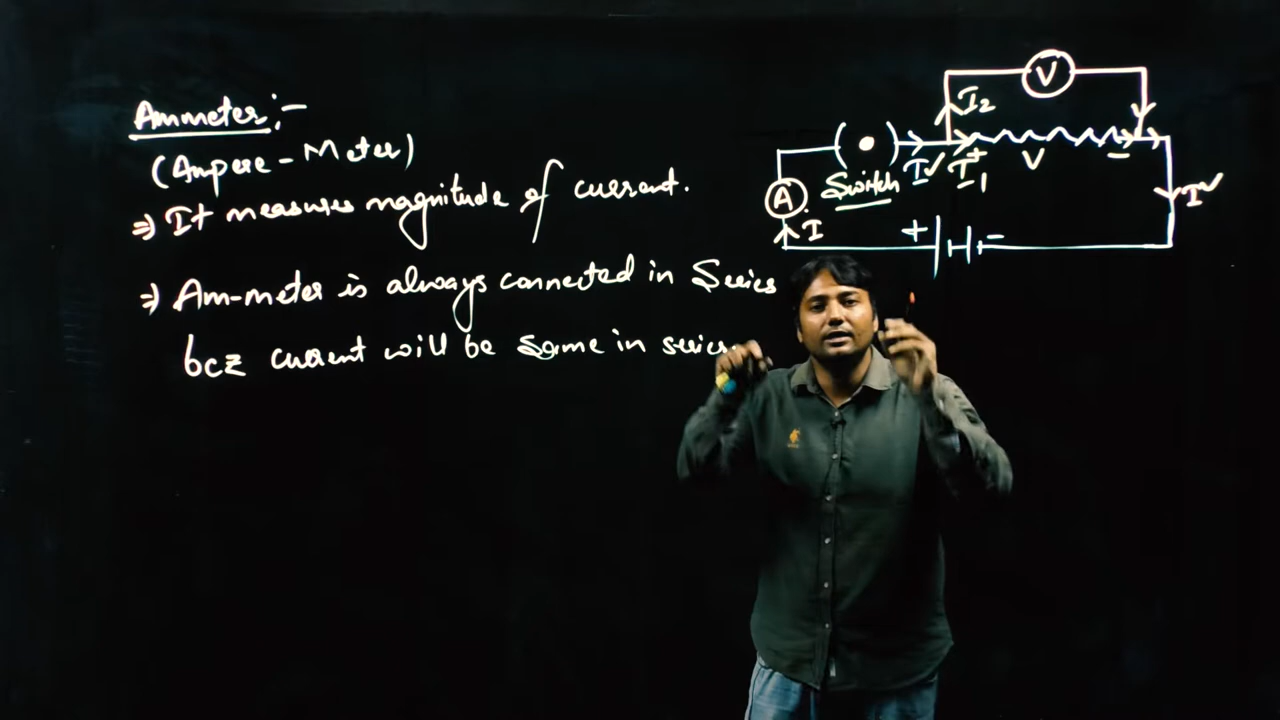 Ammeter :-
(Ampere - Meter)
⇒ It measures magnitude of current.
⇒ Am-meter is always connected in Series
bcz current will be same in series.
V
I2
( • ) I ✓ I1 + V -
A Switch I ✓
I + -